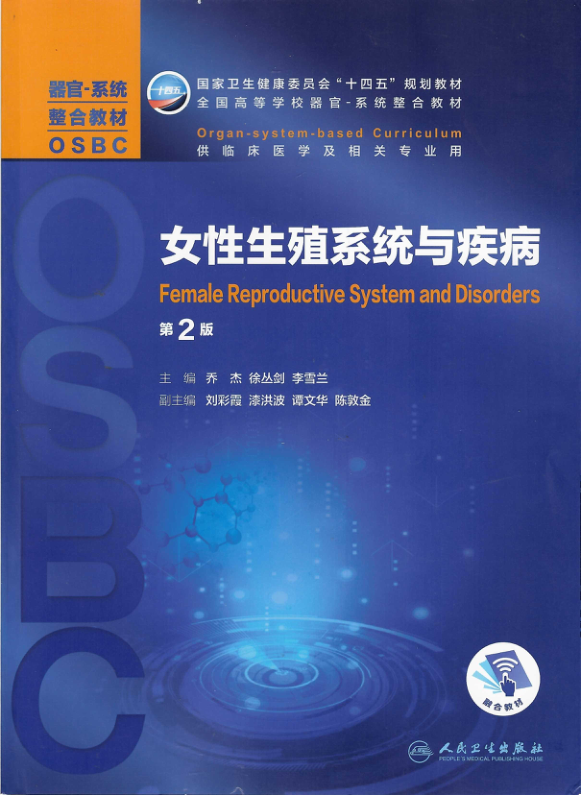 器官-系统
整合教材
OSBC
十四五
国家卫生健康委员会“十四五”规划教材
全国高等学校器官-系统整合教材
Organ-system-based Curriculum
供临床医学及相关专业用
OSBC
女性生殖系统与疾病
Female Reproductive System and Disorders
第2版
主 编 乔 杰 徐丛剑 李雪兰
副主编 刘彩霞 漆洪波 谭文华 陈敦金
融合教材
人民卫生出版社
PEOPLE'S MEDICAL PUBLISHING HOUSE